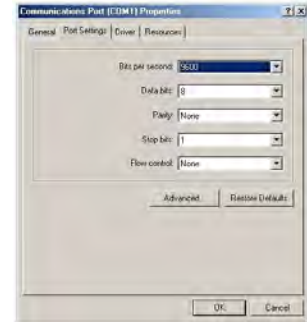 Communications Port (COM1) Properties
General Port Settings Driver Resources
Bits per second: 9600
Data bits: 8
Parity: None
Stop bits: 1
Flow control: None
Advanced... Restore Defaults
OK Cancel